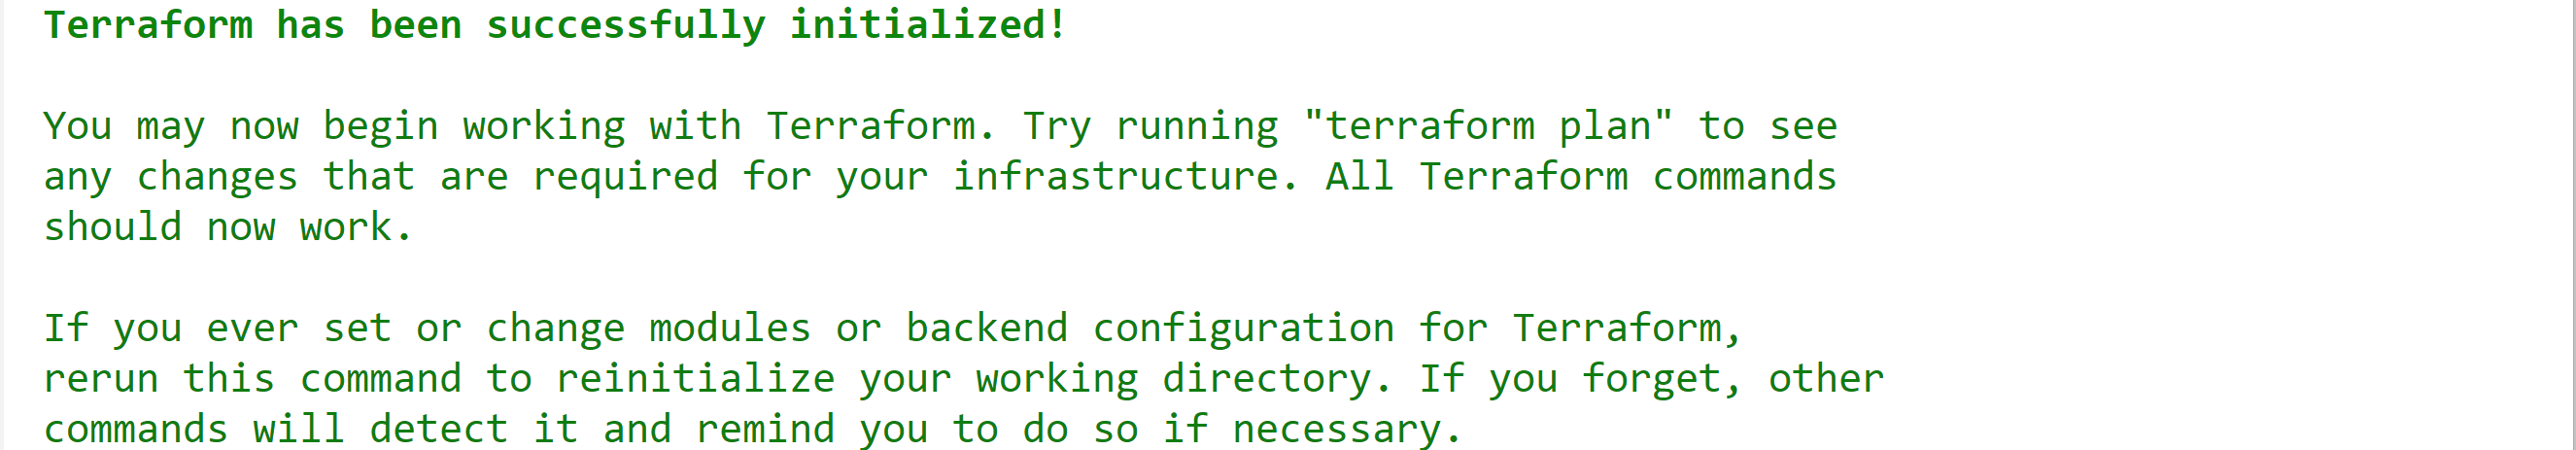 Terraform has been successfully initialized!
You may now begin working with Terraform. Try running "terraform plan" to see
any changes that are required for your infrastructure. All Terraform commands
should now work.
If you ever set or change modules or backend configuration for Terraform,
rerun this command to reinitialize your working directory. If you forget, other
commands will detect it and remind you to do so if necessary.